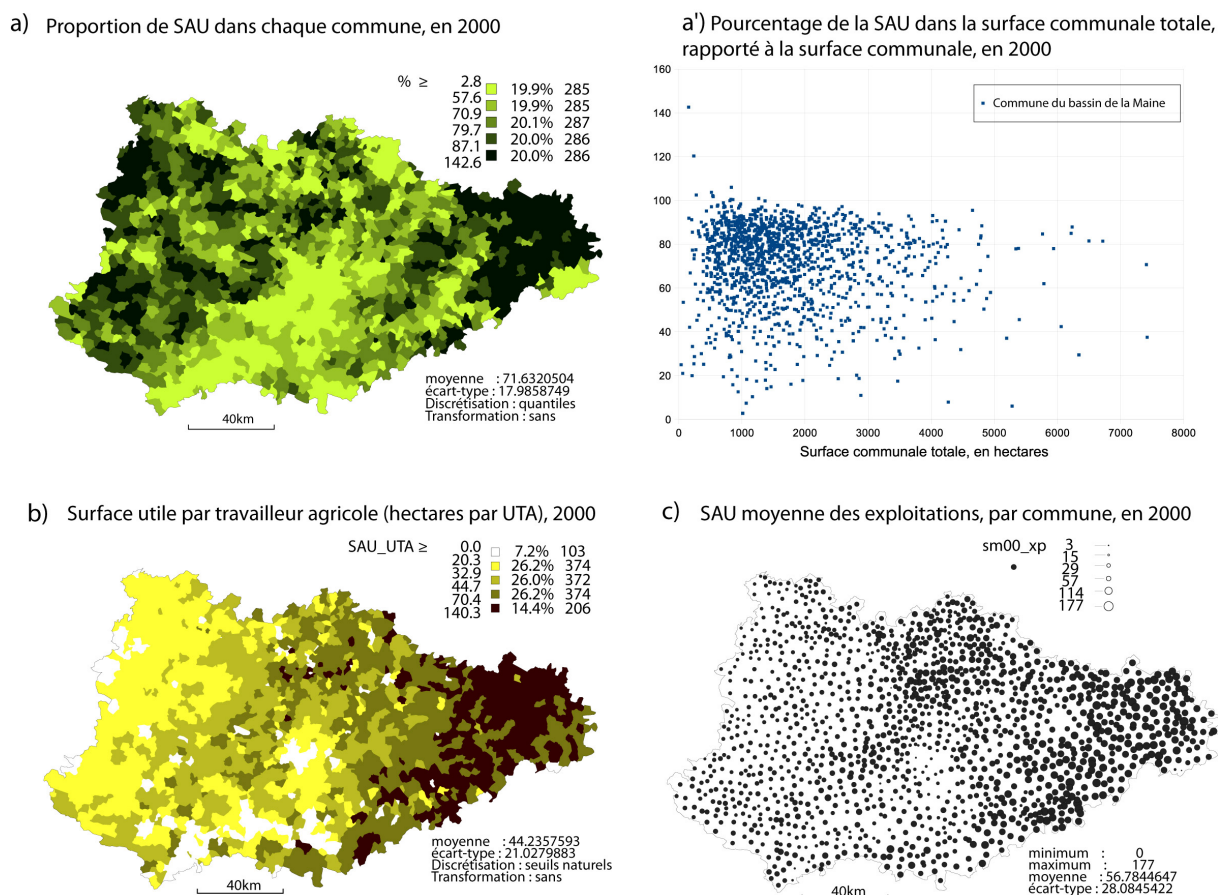 a) Proportion de SAU dans chaque commune, en 2000
% ≥ 2.8
57.6 19.9% 285
70.9 19.9% 285
79.7 20.1% 287
87.1 20.0% 286
142.6 20.0% 286
moyenne : 71.6320504
écart-type : 17.9858749
Discrétisation : quantiles
Transformation : sans
40km
a') Pourcentage de la SAU dans la surface communale totale,
rapporté à la surface communale, en 2000
160
140
120
100
80
60
40
20
0
Commune du bassin de la Maine
0 1000 2000 3000 4000 5000 6000 7000 8000
Surface communale totale, en hectares
b) Surface utile par travailleur agricole (hectares par UTA), 2000
SAU_UTA ≥ 0.0
20.3 7.2% 103
32.9 26.2% 374
44.7 26.0% 372
70.4 26.2% 374
140.3 14.4% 206
moyenne : 44.2357593
écart-type : 21.0279883
Discrétisation : seuils naturels
Transformation : sans
40km
c) SAU moyenne des exploitations, par commune, en 2000
sm00_xp 3
15
29
57
114
177
minimum : 0
maximum : 177
moyenne : 56.7844647
écart-type : 28.0845422
40km